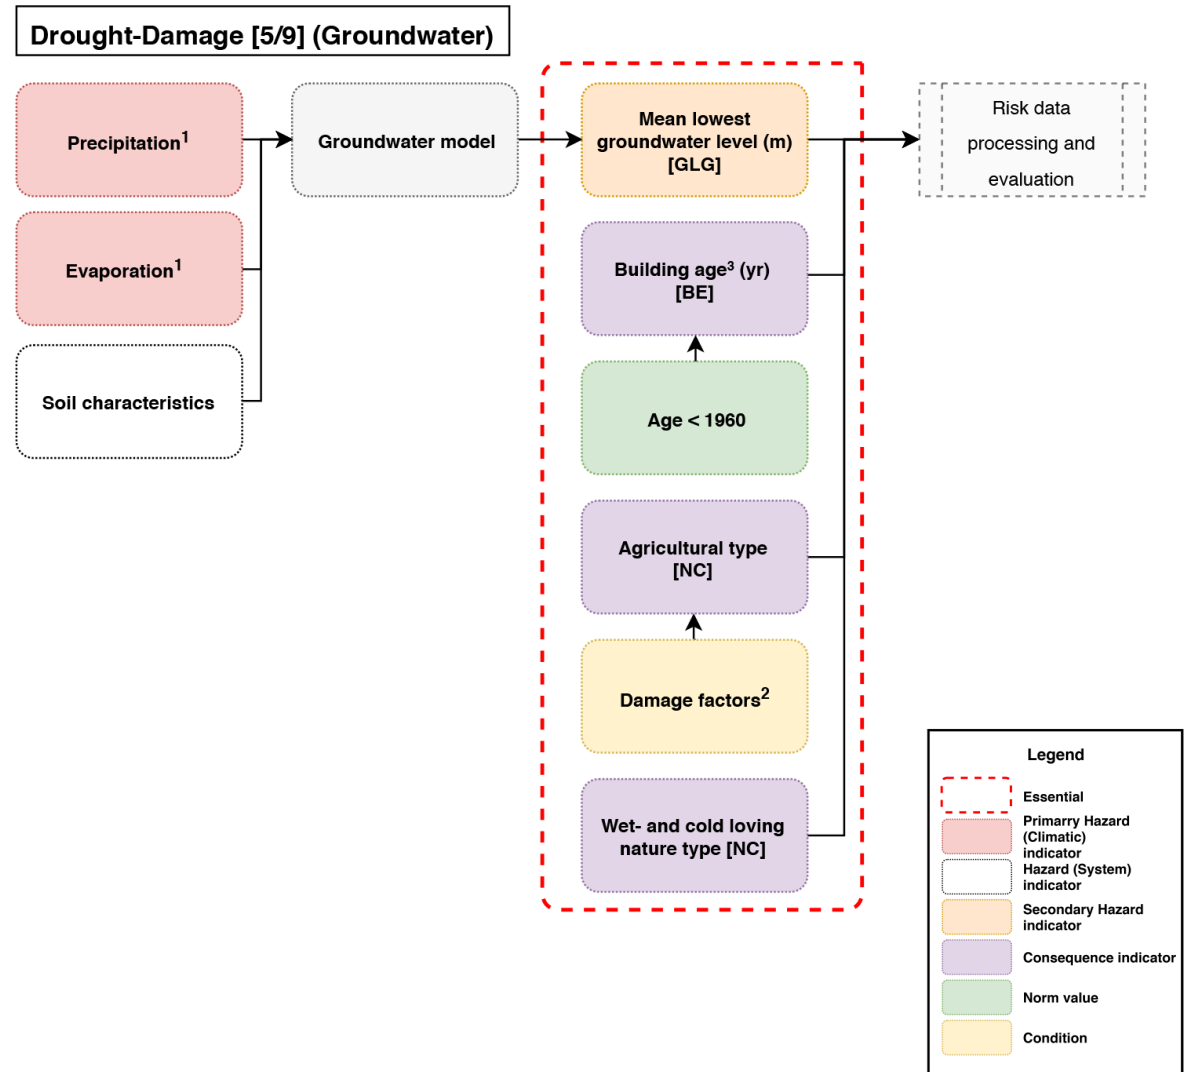 Drought-Damage [5/9] (Groundwater)
Precipitation1
Groundwater model
Mean lowest
groundwater level (m)
[GLG]
Risk data
processing and
evaluation
Evaporation1
Building age3 (yr)
[BE]
Soil characteristics
Age < 1960
Agricultural type
[NC]
Damage factors2
Wet- and cold loving
nature type [NC]
Legend
Essential
Primarry Hazard
(Climatic)
indicator
Hazard (System)
indicator
Secondary Hazard
indicator
Consequence indicator
Norm value
Condition